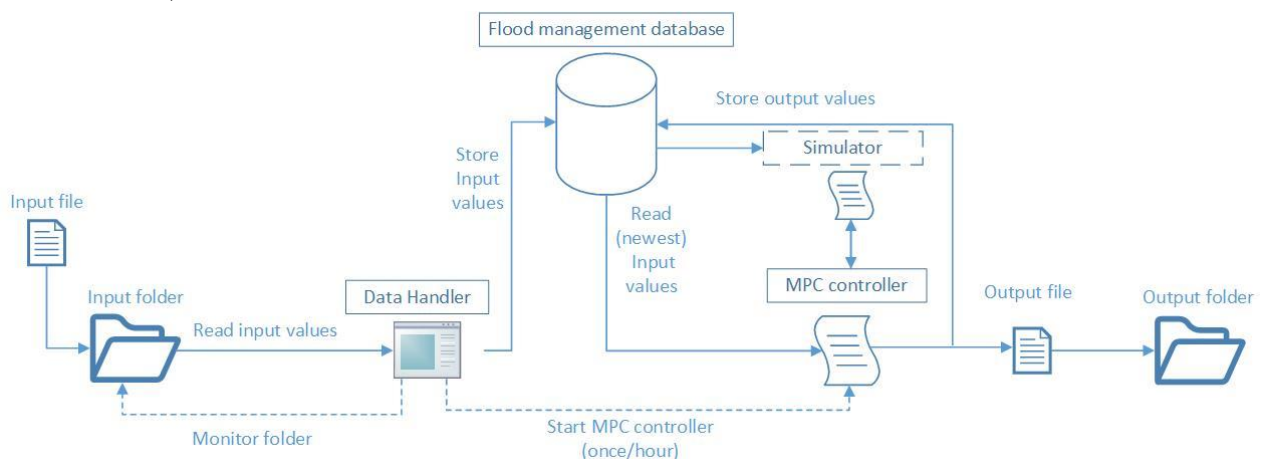 Flood management database
Store output values
Simulator
Store
Input
values
Input file
Read
(newest)
Input
values
MPC controller
Data Handler
Input folder
Output file
Output folder
Read input values
Monitor folder
Start MPC controller
(once/hour)